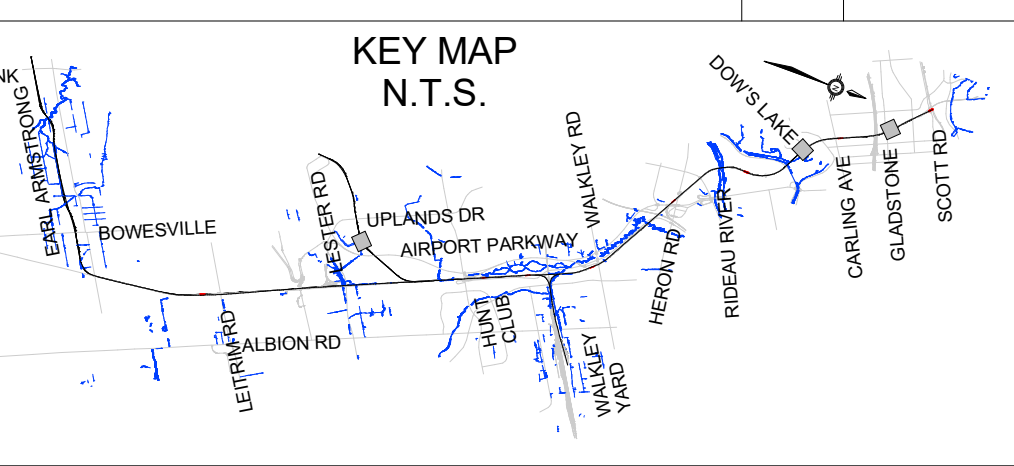 KEY MAP
N.T.S.
NK
EARL ARMSTRONG
BOWESVILLE
LEITRIM RD
ALBION RD
LESTER RD
UPLANDS DR
AIRPORT PARKWAY
HUNT
CLUB
WALKLEY RD
WALKLEY
YARD
HERON RD
RIDEAU RIVER
DOW'S LAKE
N
CARLING AVE
GLADSTONE
SCOTT RD